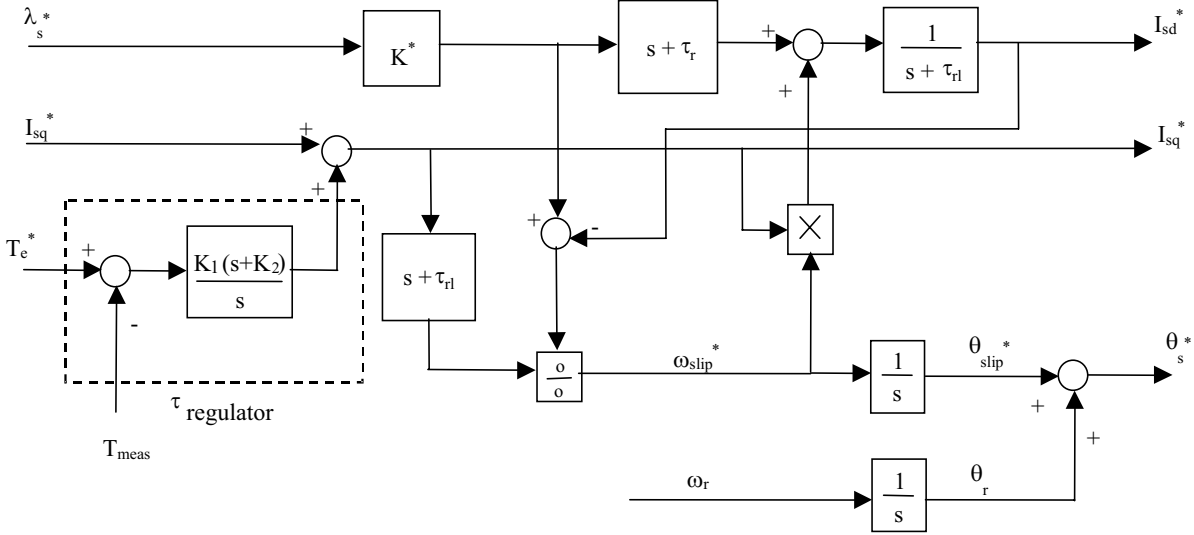 λs* Isd*
K* s + τr + 1 / s + τrl
+
Isq* + Isq*
+
+ -
Te* + K1 (s+K2) / s s + τrl ×
-
o / o ωslip* 1 / s θslip* θs*
+
τ regulator
+
Tmeas
ωr 1 / s θr